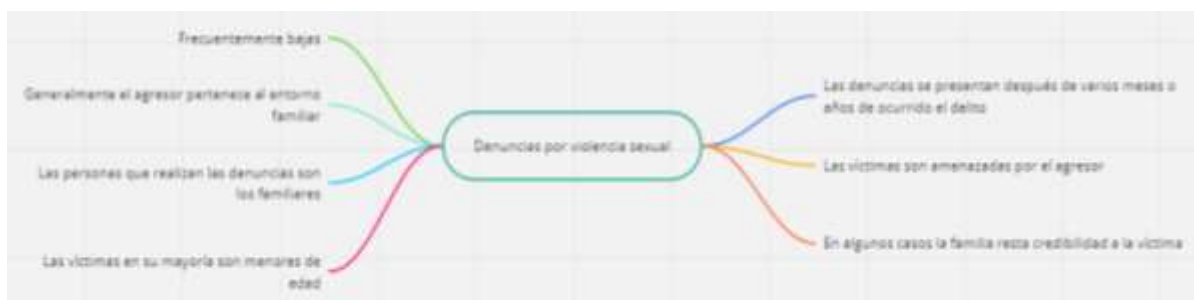 Frecuentemente bajas
Generalmente el agresor pertenece al entorno
familiar
Las personas que realizan las denuncias son
los familiares
Las víctimas en su mayoría son menores de
edad
Denuncias por violencia sexual
Las denuncias se presentan después de varios meses o
años de ocurrido el delito
Las víctimas son amenazadas por el agresor
En algunos casos la familia resta credibilidad a la víctima